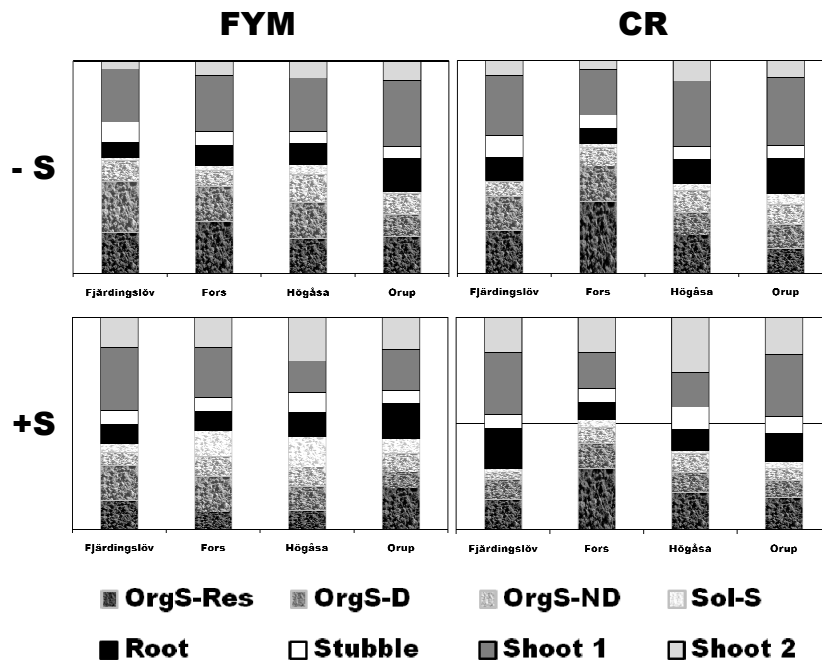 FYM CR
- S
Fjärdingslöv Fors Högåsa Orup Fjärdingslöv Fors Högåsa Orup
+S
Fjärdingslöv Fors Högåsa Orup Fjärdingslöv Fors Högåsa Orup
OrgS-Res OrgS-D OrgS-ND Sol-S
Root Stubble Shoot 1 Shoot 2